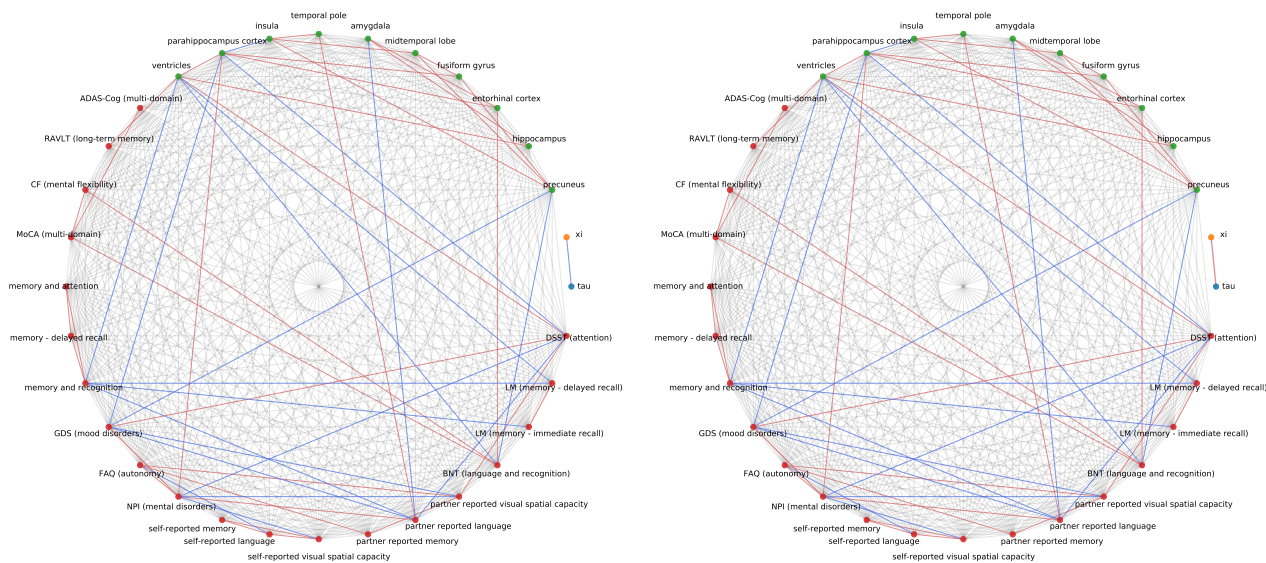 temporal pole
insula
amygdala
parahippocampus cortex
midtemporal lobe
ventricles
fusiform gyrus
ADAS-Cog (multi-domain)
entorhinal cortex
RAVLT (long-term memory)
hippocampus
CF (mental flexibility)
precuneus
MoCA (multi-domain)
xi
memory and attention
tau
memory - delayed recall
DSST (attention)
memory and recognition
LM (memory - delayed recall)
GDS (mood disorders)
LM (memory - immediate recall)
FAQ (autonomy)
BNT (language and recognition)
NPI (mental disorders)
partner reported visual spatial capacity
self-reported memory
partner reported language
self-reported language
partner reported memory
self-reported visual spatial capacity
temporal pole
insula
amygdala
parahippocampus cortex
midtemporal lobe
ventricles
fusiform gyrus
ADAS-Cog (multi-domain)
entorhinal cortex
RAVLT (long-term memory)
hippocampus
CF (mental flexibility)
precuneus
MoCA (multi-domain)
xi
memory and attention
tau
memory - delayed recall
DSST (attention)
memory and recognition
LM (memory - delayed recall)
GDS (mood disorders)
LM (memory - immediate recall)
FAQ (autonomy)
BNT (language and recognition)
NPI (mental disorders)
partner reported visual spatial capacity
self-reported memory
partner reported language
self-reported language
partner reported memory
self-reported visual spatial capacity